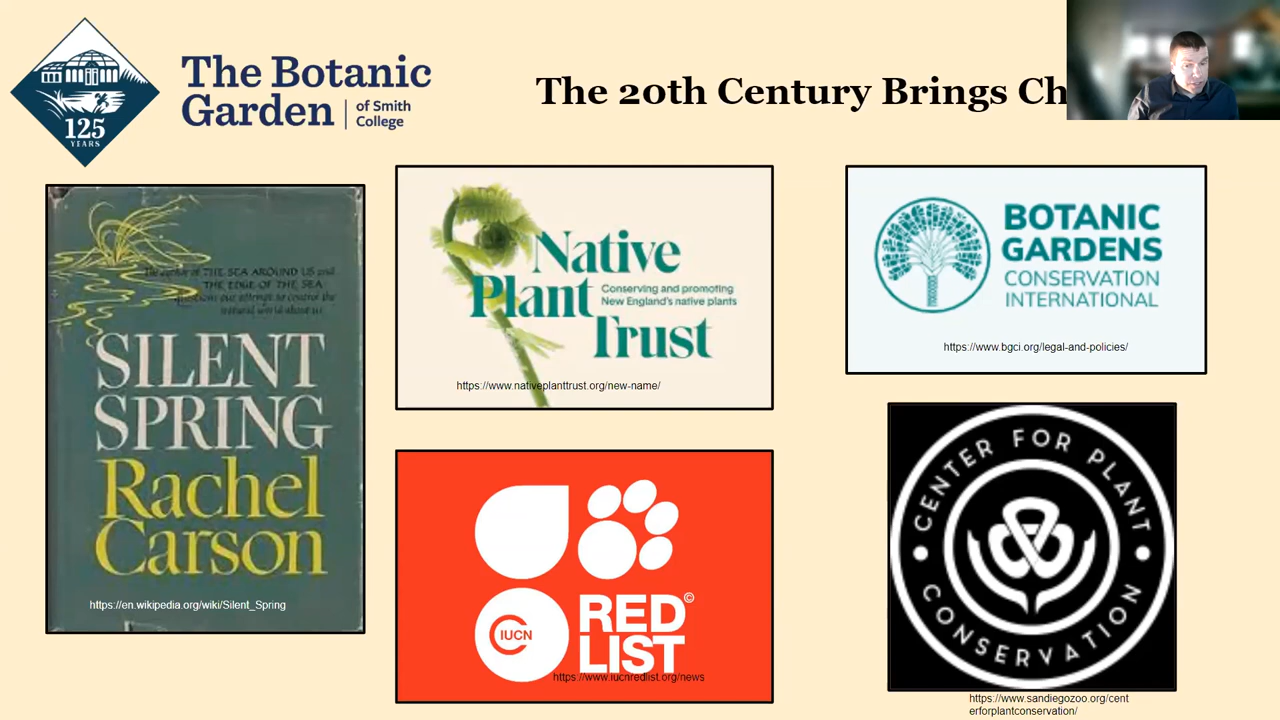 125
YEARS
The Botanic
Garden
of Smith
College
The 20th Century Brings Ch
The author of THE SEA AROUND US and
THE EDGE OF THE SEA
questions our attempt to control the
natural world about us
SILENT
SPRING
Rachel
Carson
https://en.wikipedia.org/wiki/Silent_Spring
Native
Plant
Trust
Conserving and promoting
New England's native plants
https://www.nativeplanttrust.org/new-name/
IUCN
RED
LIST
©
https://www.iucnredlist.org/news
BOTANIC
GARDENS
CONSERVATION
INTERNATIONAL
https://www.bgci.org/legal-and-policies/
CENTER FOR PLANT
CONSERVATION
https://www.sandiegozoo.org/cent
erforplantconservation/